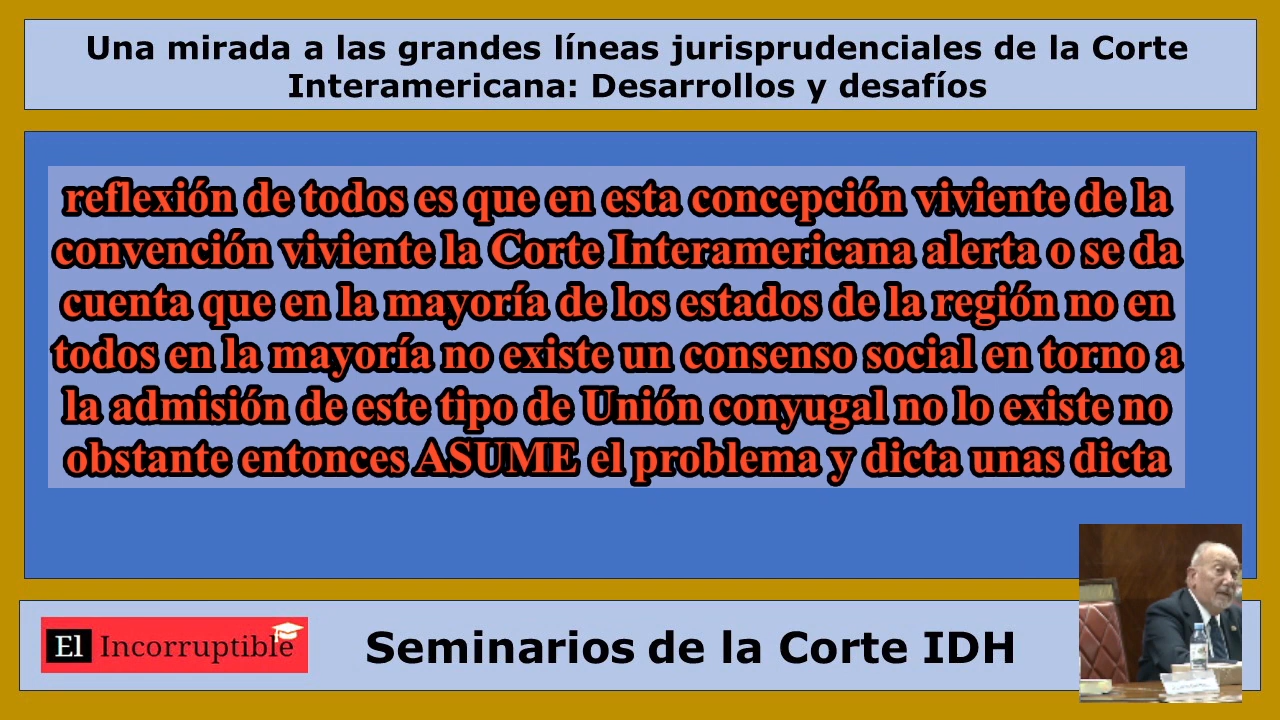 Una mirada a las grandes líneas jurisprudenciales de la Corte
Interamericana: Desarrollos y desafíos
reflexión de todos es que en esta concepción viviente de la
convención viviente la Corte Interamericana alerta o se da
cuenta que en la mayoría de los estados de la región no en
todos en la mayoría no existe un consenso social en torno a
la admisión de este tipo de Unión conyugal no lo existe no
obstante entonces ASUME el problema y dicta unas dicta
El Incorruptible
Seminarios de la Corte IDH